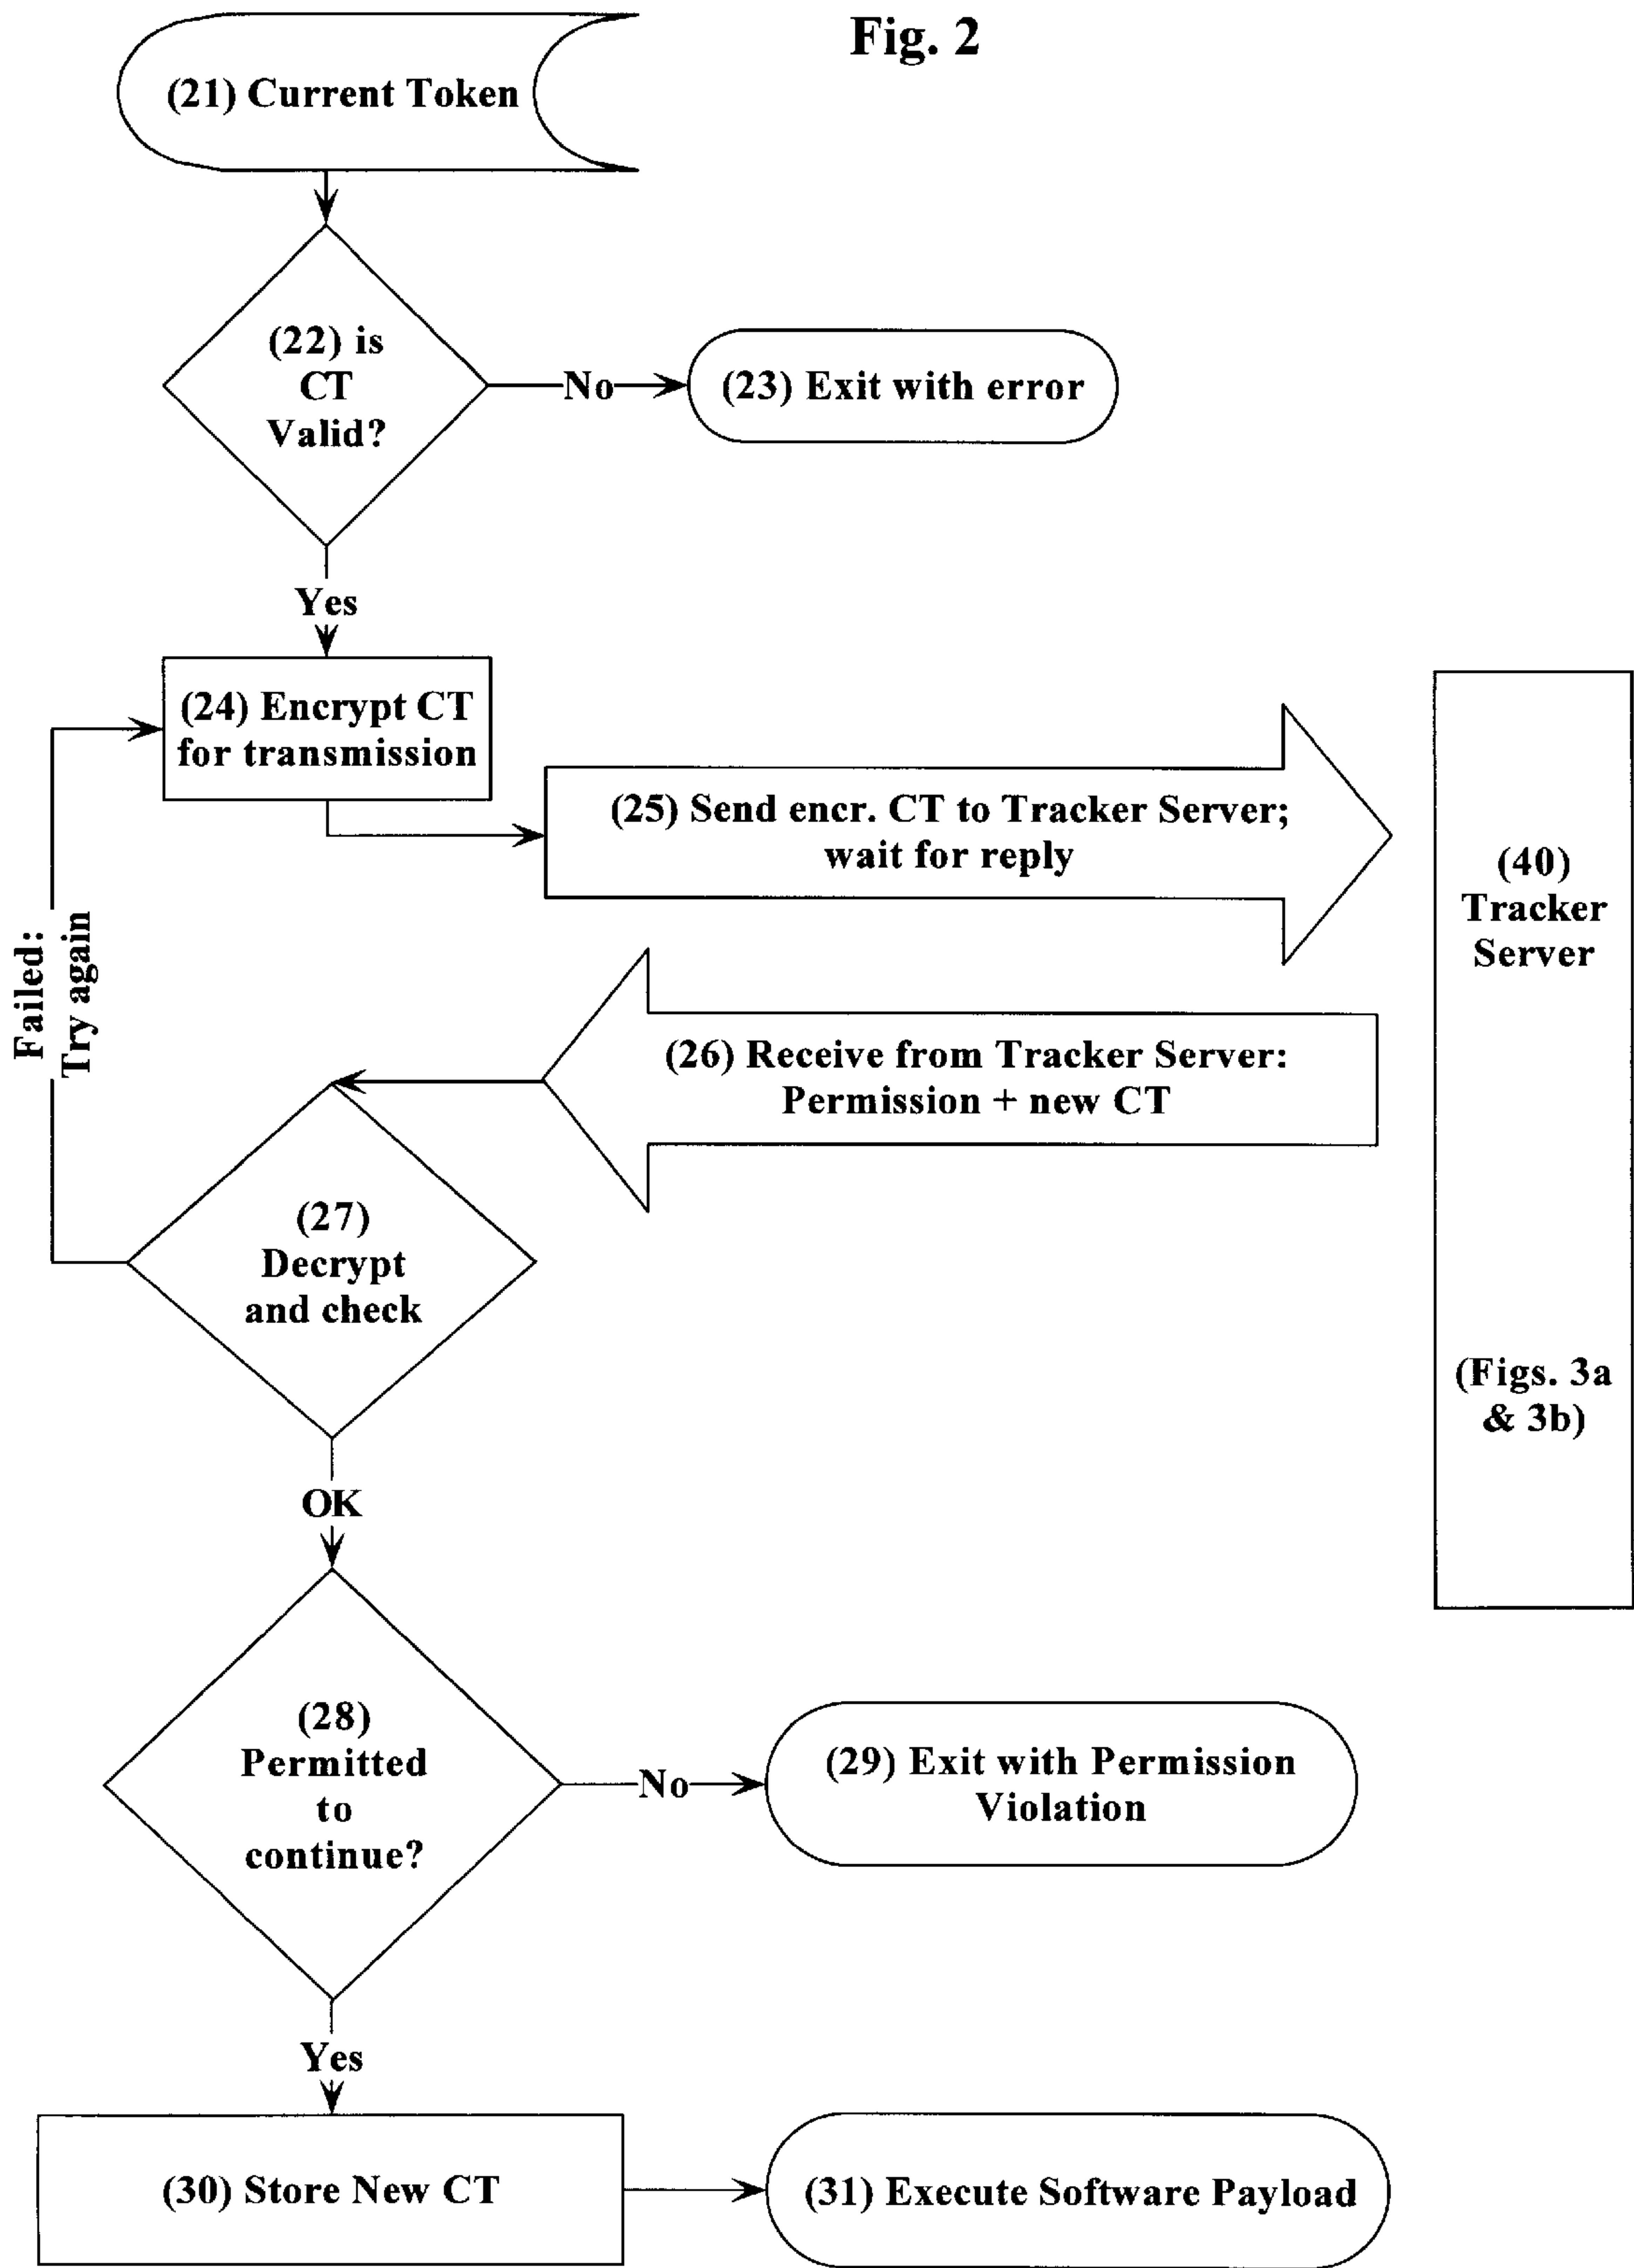 Fig. 2
(21) Current Token
(22) is
CT
Valid?
No
(23) Exit with error
Yes
(24) Encrypt CT
for transmission
(25) Send encr. CT to Tracker Server;
wait for reply
(40)
Tracker
Server
Failed:
Try again
(26) Receive from Tracker Server:
Permission + new CT
(27)
Decrypt
and check
(Figs. 3a
& 3b)
OK
(28)
Permitted
to
continue?
No
(29) Exit with Permission
Violation
Yes
(30) Store New CT
(31) Execute Software Payload